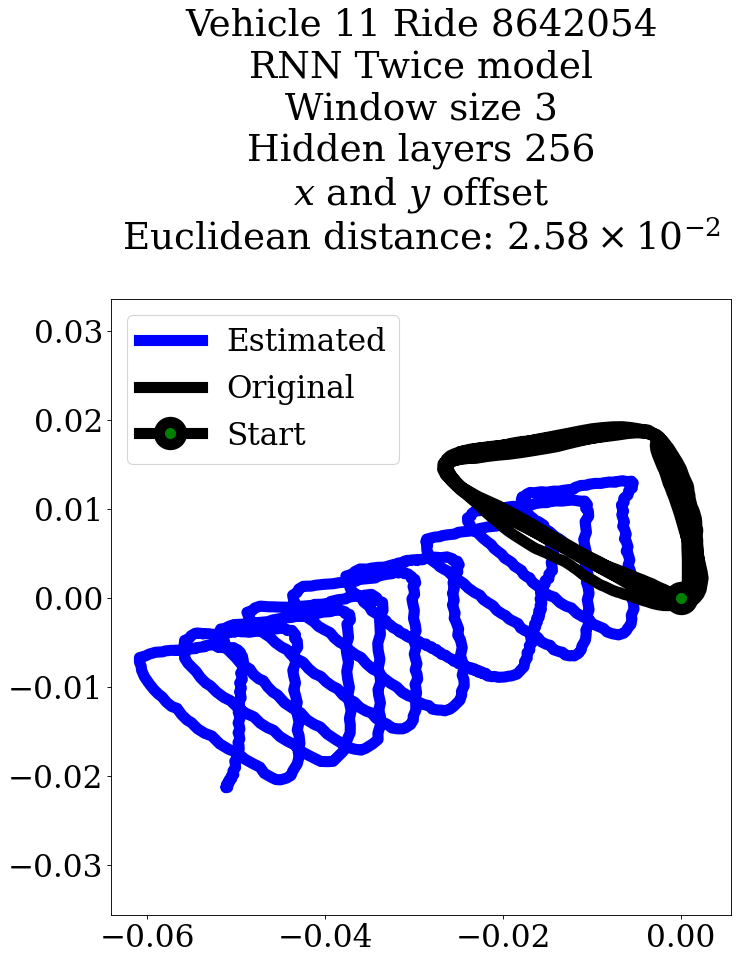 Vehicle 11 Ride 8642054
RNN Twice model
Window size 3
Hidden layers 256
x and y offset
Euclidean distance: 2.58 × 10⁻²
Estimated
Original
Start
0.03
0.02
0.01
0.00
−0.01
−0.02
−0.03
−0.06 −0.04 −0.02 0.00